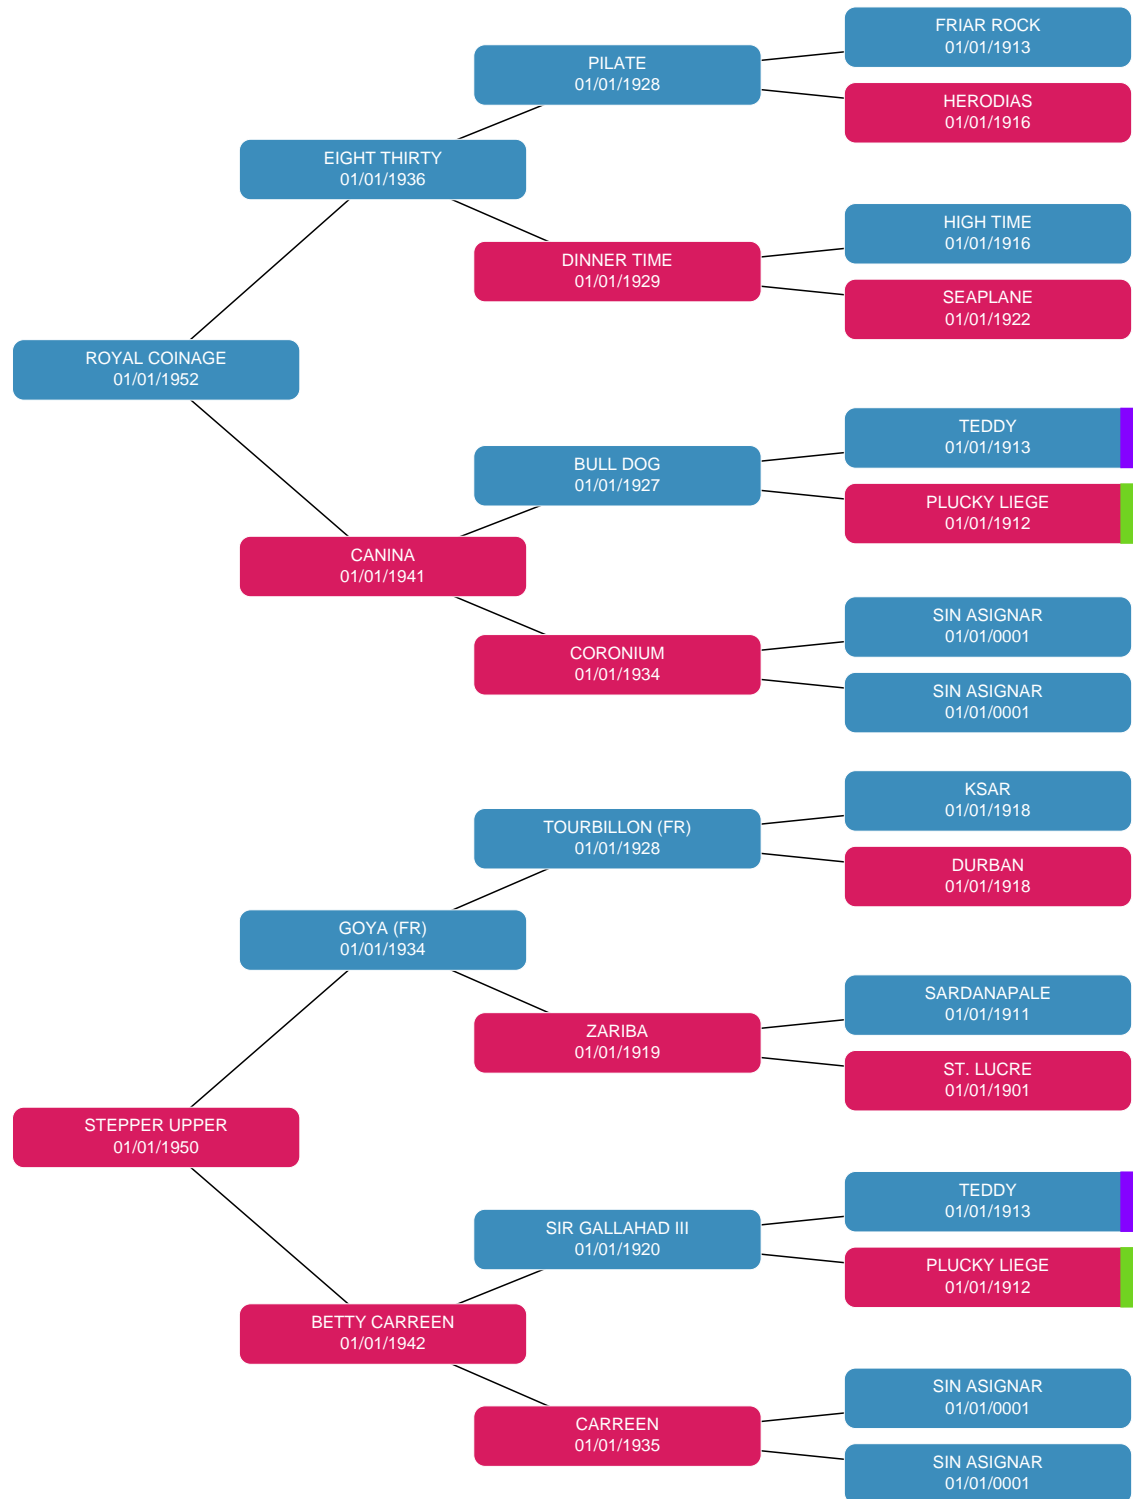 FRIAR ROCK
01/01/1913
PILATE
01/01/1928
HERODIAS
01/01/1916
EIGHT THIRTY
01/01/1936
HIGH TIME
01/01/1916
DINNER TIME
01/01/1929
SEAPLANE
01/01/1922
ROYAL COINAGE
01/01/1952
TEDDY
01/01/1913
BULL DOG
01/01/1927
PLUCKY LIEGE
01/01/1912
CANINA
01/01/1941
SIN ASIGNAR
01/01/0001
CORONIUM
01/01/1934
SIN ASIGNAR
01/01/0001
KSAR
01/01/1918
TOURBILLON (FR)
01/01/1928
DURBAN
01/01/1918
GOYA (FR)
01/01/1934
SARDANAPALE
01/01/1911
ZARIBA
01/01/1919
ST. LUCRE
01/01/1901
STEPPER UPPER
01/01/1950
TEDDY
01/01/1913
SIR GALLAHAD III
01/01/1920
PLUCKY LIEGE
01/01/1912
BETTY CARREEN
01/01/1942
SIN ASIGNAR
01/01/0001
CARREEN
01/01/1935
SIN ASIGNAR
01/01/0001